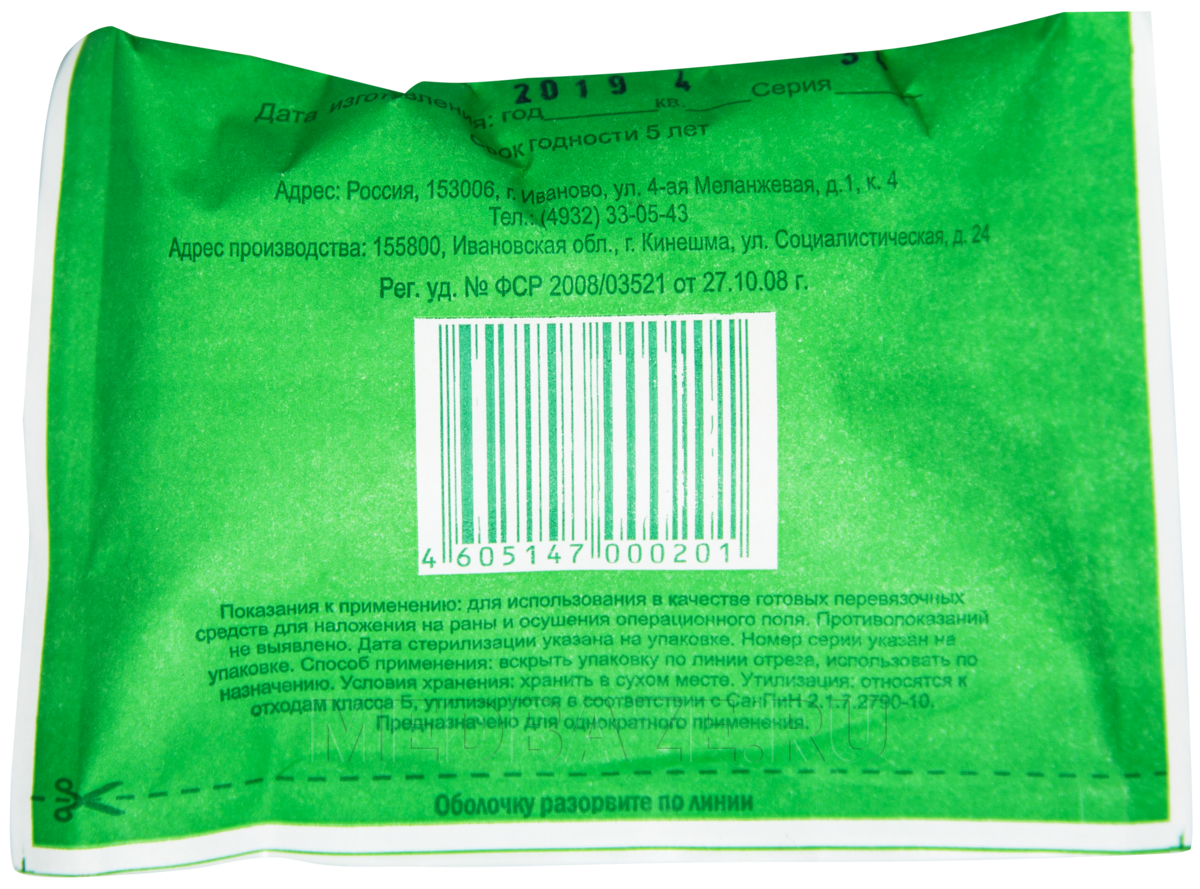 2019 4
Дата изготовления: год_______кв._____Серия_______
Срок годности 5 лет
Адрес: Россия, 153006, г. Иваново, ул. 4-ая Меланжевая, д.1, к. 4
Тел.: (4932) 33-05-43
Адрес производства: 155800, Ивановская обл., г. Кинешма, ул. Социалистическая, д. 24
Рег. уд. № ФСР 2008/03521 от 27.10.08 г.
4 605147 000201
Показания к применению: для использования в качестве готовых перевязочных
средств для наложения на раны и осушения операционного поля. Противопоказаний
не выявлено. Дата стерилизации указана на упаковке. Номер серии указан на
упаковке. Способ применения: вскрыть упаковку по линии отреза, использовать по
назначению. Условия хранения: хранить в сухом месте. Утилизация: относятся к
отходам класса Б, утилизируются в соответствии с СанПиН 2.1.7.2790-10.
Предназначено для однократного применения.
MEDBAZE.RU
Оболочку разорвите по линии